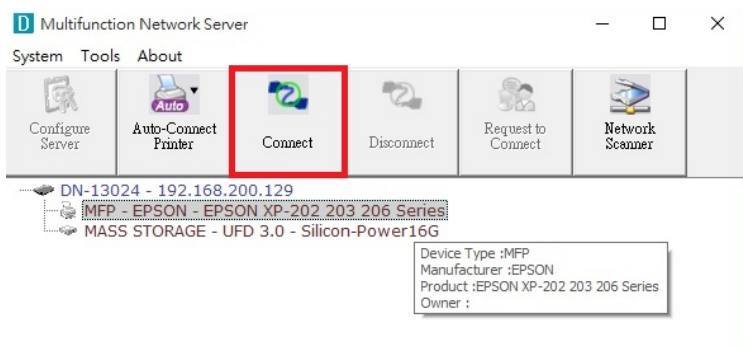 D Multifunction Network Server
System Tools About
Configure Server
Auto
Auto-Connect Printer
Connect
Disconnect
Request to Connect
Network Scanner
DN-13024 - 192.168.200.129
MFP - EPSON - EPSON XP-202 203 206 Series
MASS STORAGE - UFD 3.0 - Silicon-Power16G
Device Type :MFP
Manufacturer :EPSON
Product :EPSON XP-202 203 206 Series
Owner :